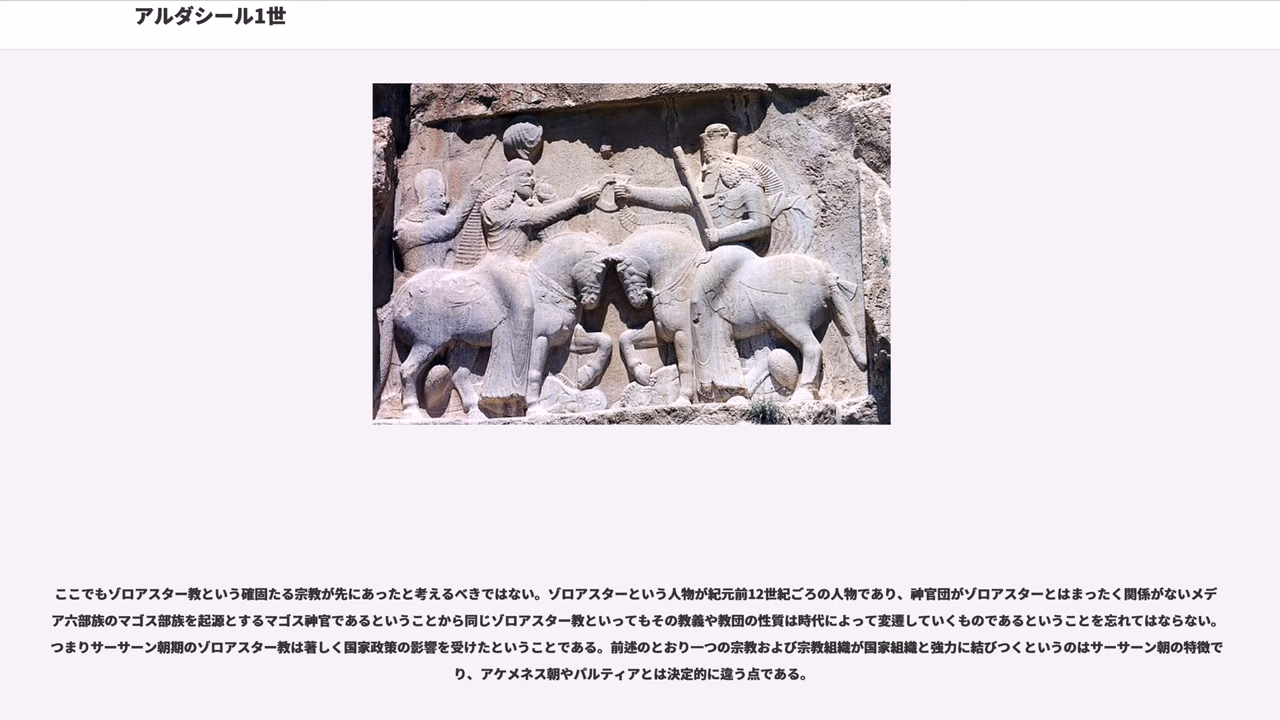 アルダシール1世
ここでもゾロアスター教という確固たる宗教が先にあったと考えるべきではない。ゾロアスターという人物が紀元前12世紀ごろの人物であり、神官団がゾロアスターとはまったく関係がないメデ
ア六部族のマゴス部族を起源とするマゴス神官であるということから同じゾロアスター教といってもその教義や教団の性質は時代によって変遷していくものであるということを忘れてはならない。
つまりサーサーン朝期のゾロアスター教は著しく国家政策の影響を受けたということである。前述のとおり一つの宗教および宗教組織が国家組織と強力に結びつくというのはサーサーン朝の特徴で
り、アケメネス朝やパルティアとは決定的に違う点である。